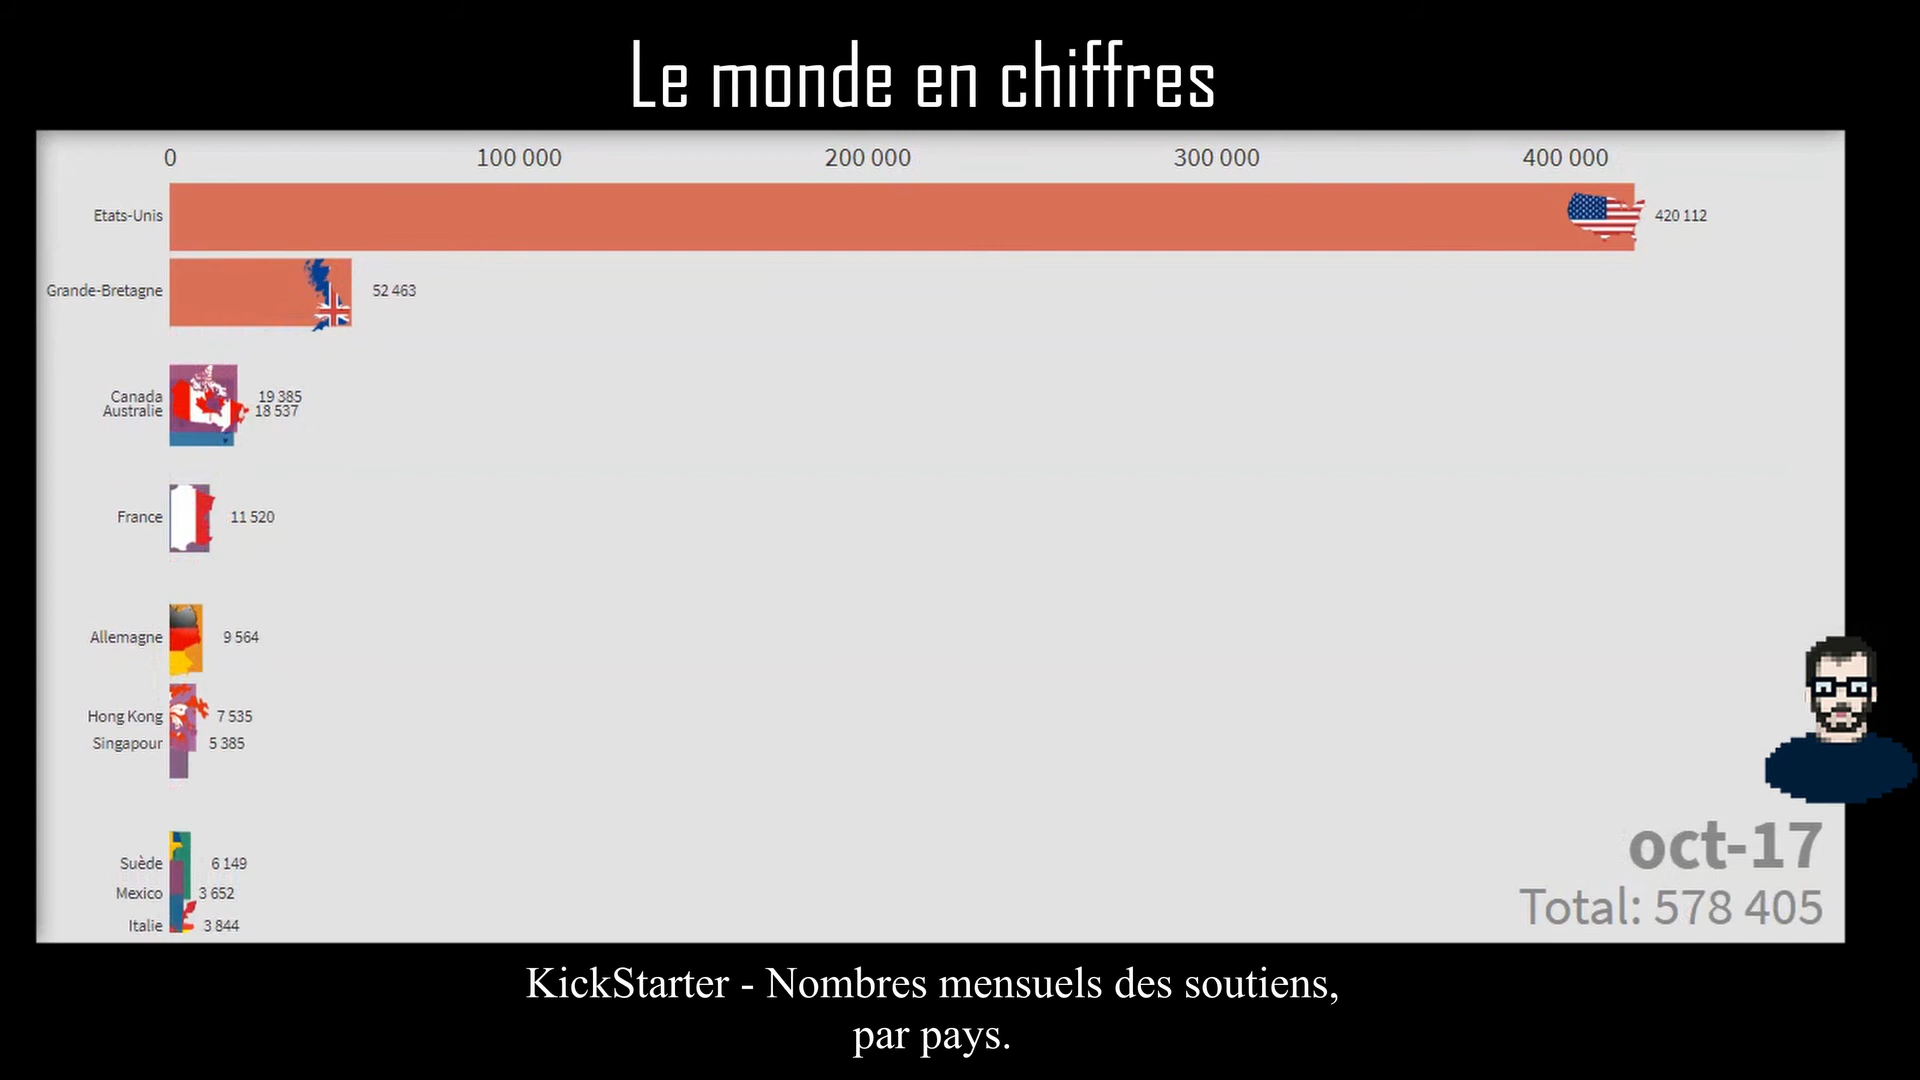 Le monde en chiffres
0 100 000 200 000 300 000 400 000
Etats-Unis 420 112
Grande-Bretagne 52 463
Canada 19 385
Australie 18 537
France 11 520
Allemagne 9 564
Hong Kong 7 535
Singapour 5 385
Suède 6 149
Mexico 3 652
Italie 3 844
oct-17
Total: 578 405
KickStarter - Nombres mensuels des soutiens,
par pays.